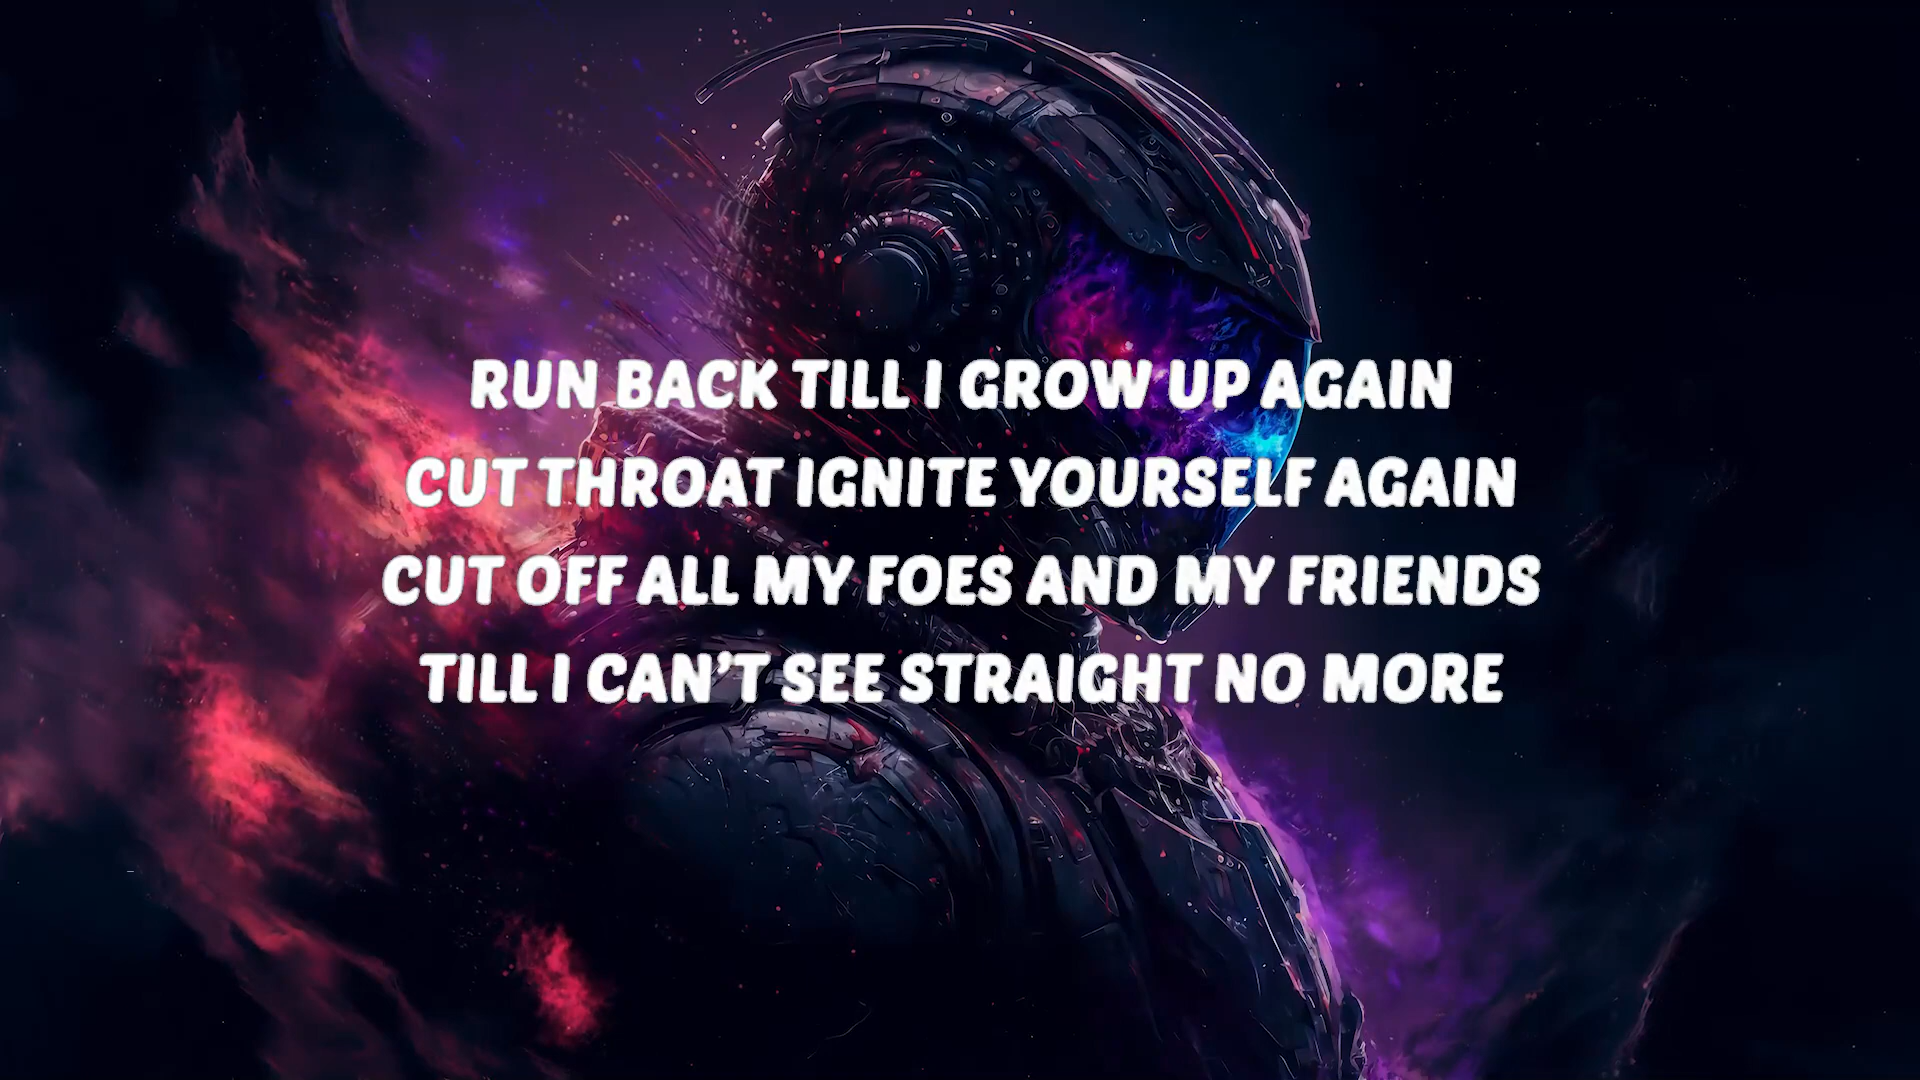 RUN BACK TILL I GROW UP AGAIN
CUT THROAT IGNITE YOURSELF AGAIN
CUT OFF ALL MY FOES AND MY FRIENDS
TILL I CAN’T SEE STRAIGHT NO MORE